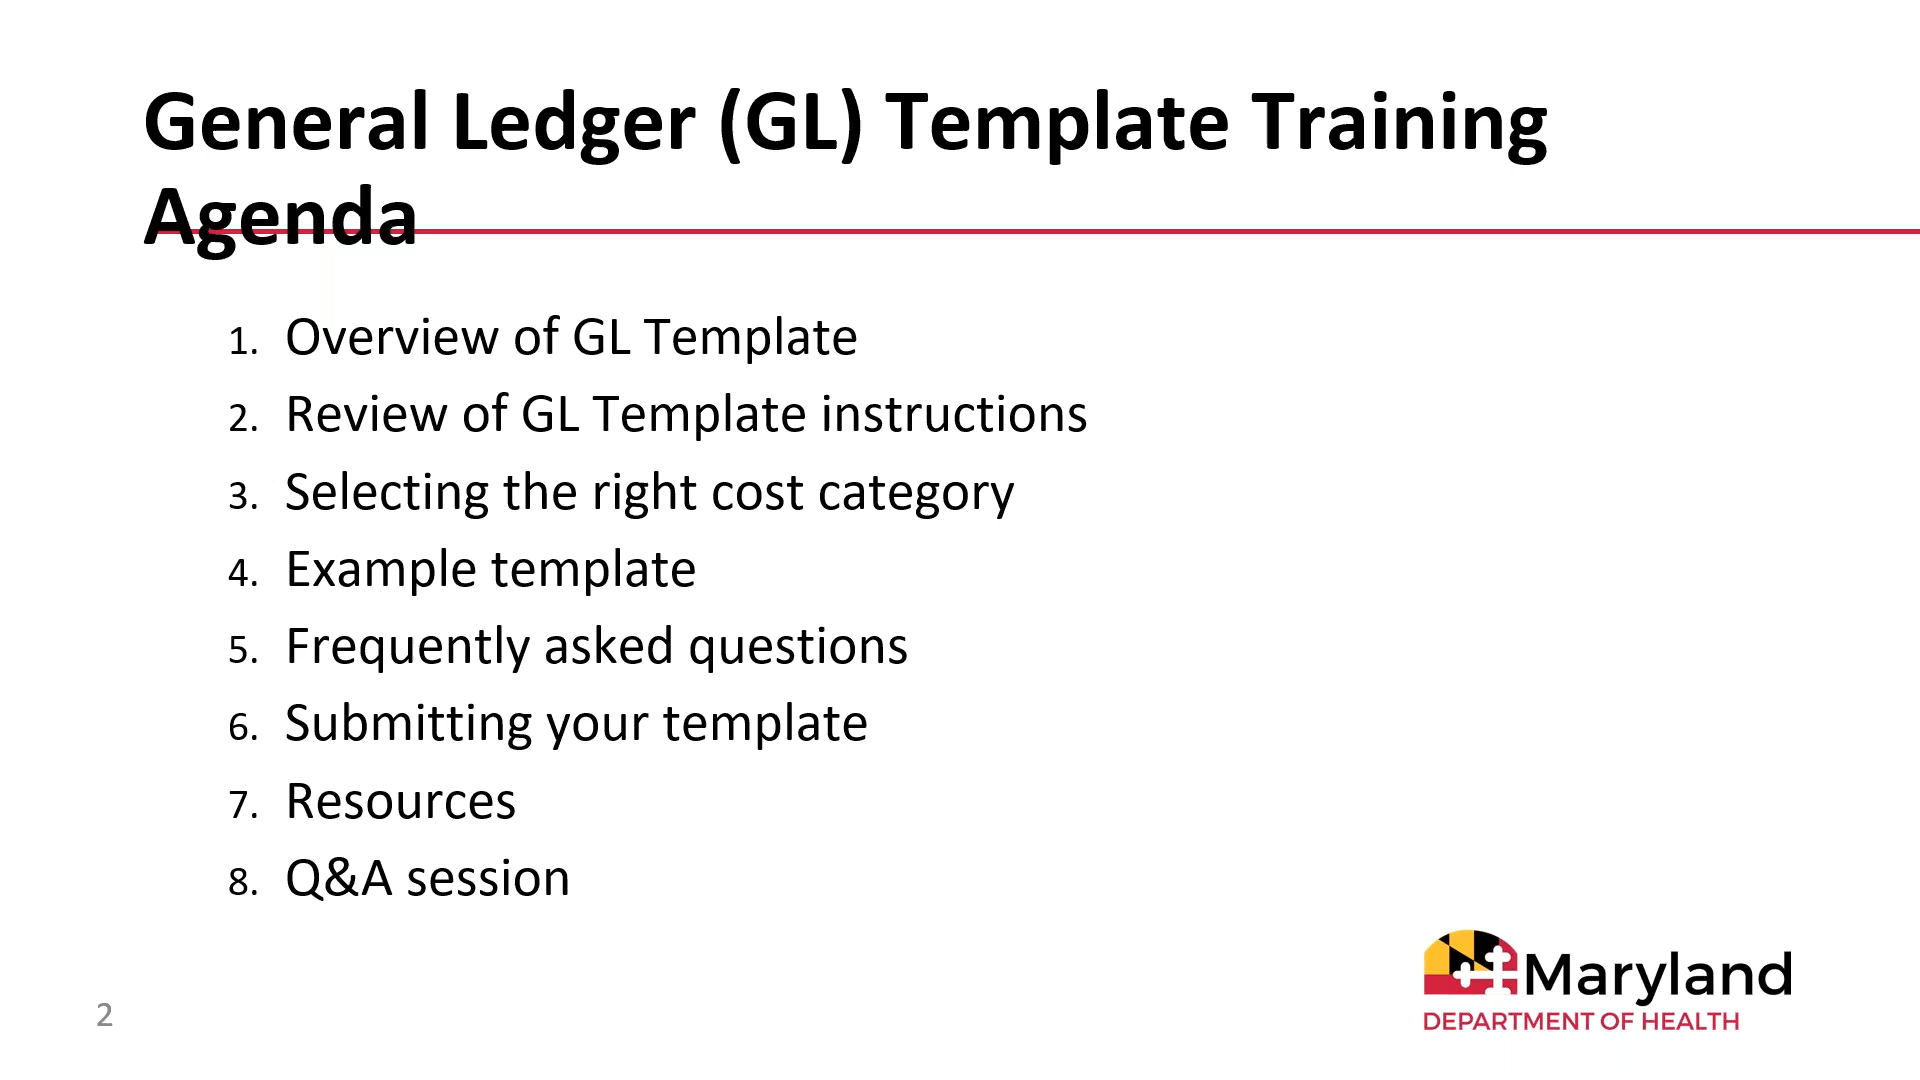 General Ledger (GL) Template Training
Agenda
1. Overview of GL Template
2. Review of GL Template instructions
3. Selecting the right cost category
4. Example template
5. Frequently asked questions
6. Submitting your template
7. Resources
8. Q&A session
2
Maryland
DEPARTMENT OF HEALTH